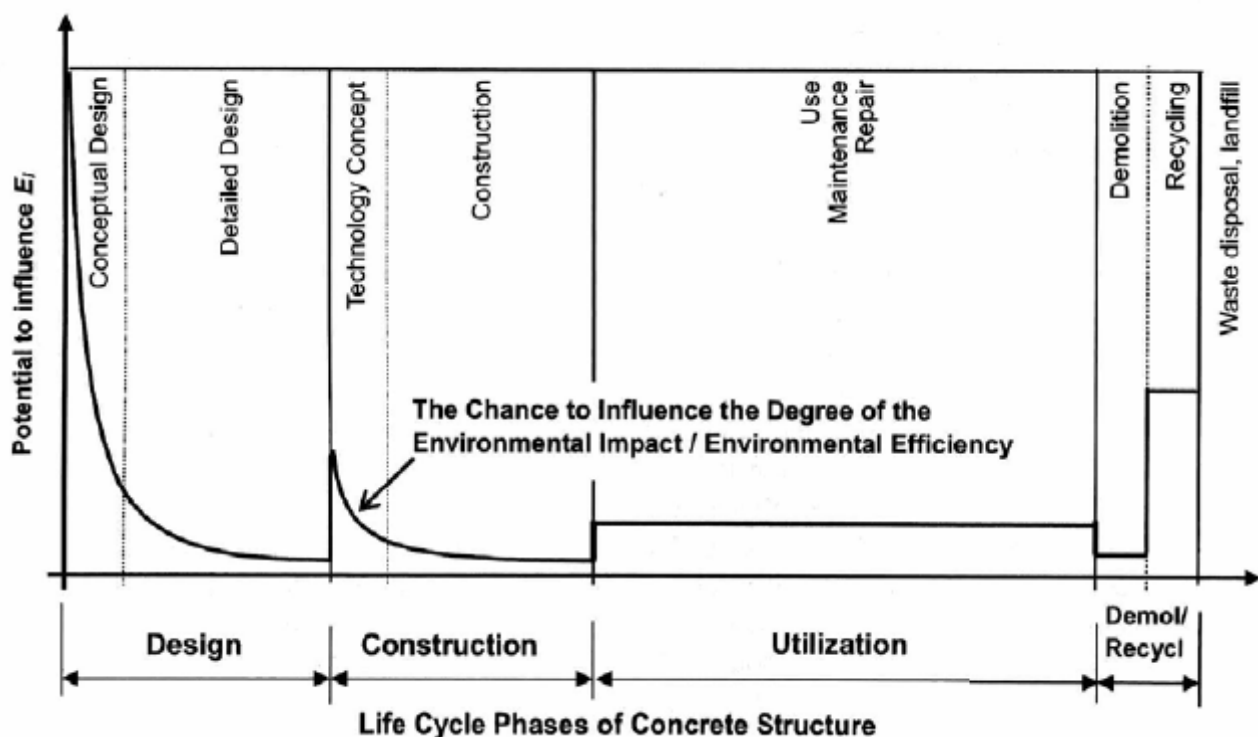 Potential to influence E_I
Conceptual Design
Detailed Design
Technology Concept
Construction
Use
Maintenance
Repair
Demolition
Recycling
Waste disposal, landfill
The Chance to Influence the Degree of the
Environmental Impact / Environmental Efficiency
Design
Construction
Utilization
Demol/
Recycl
Life Cycle Phases of Concrete Structure